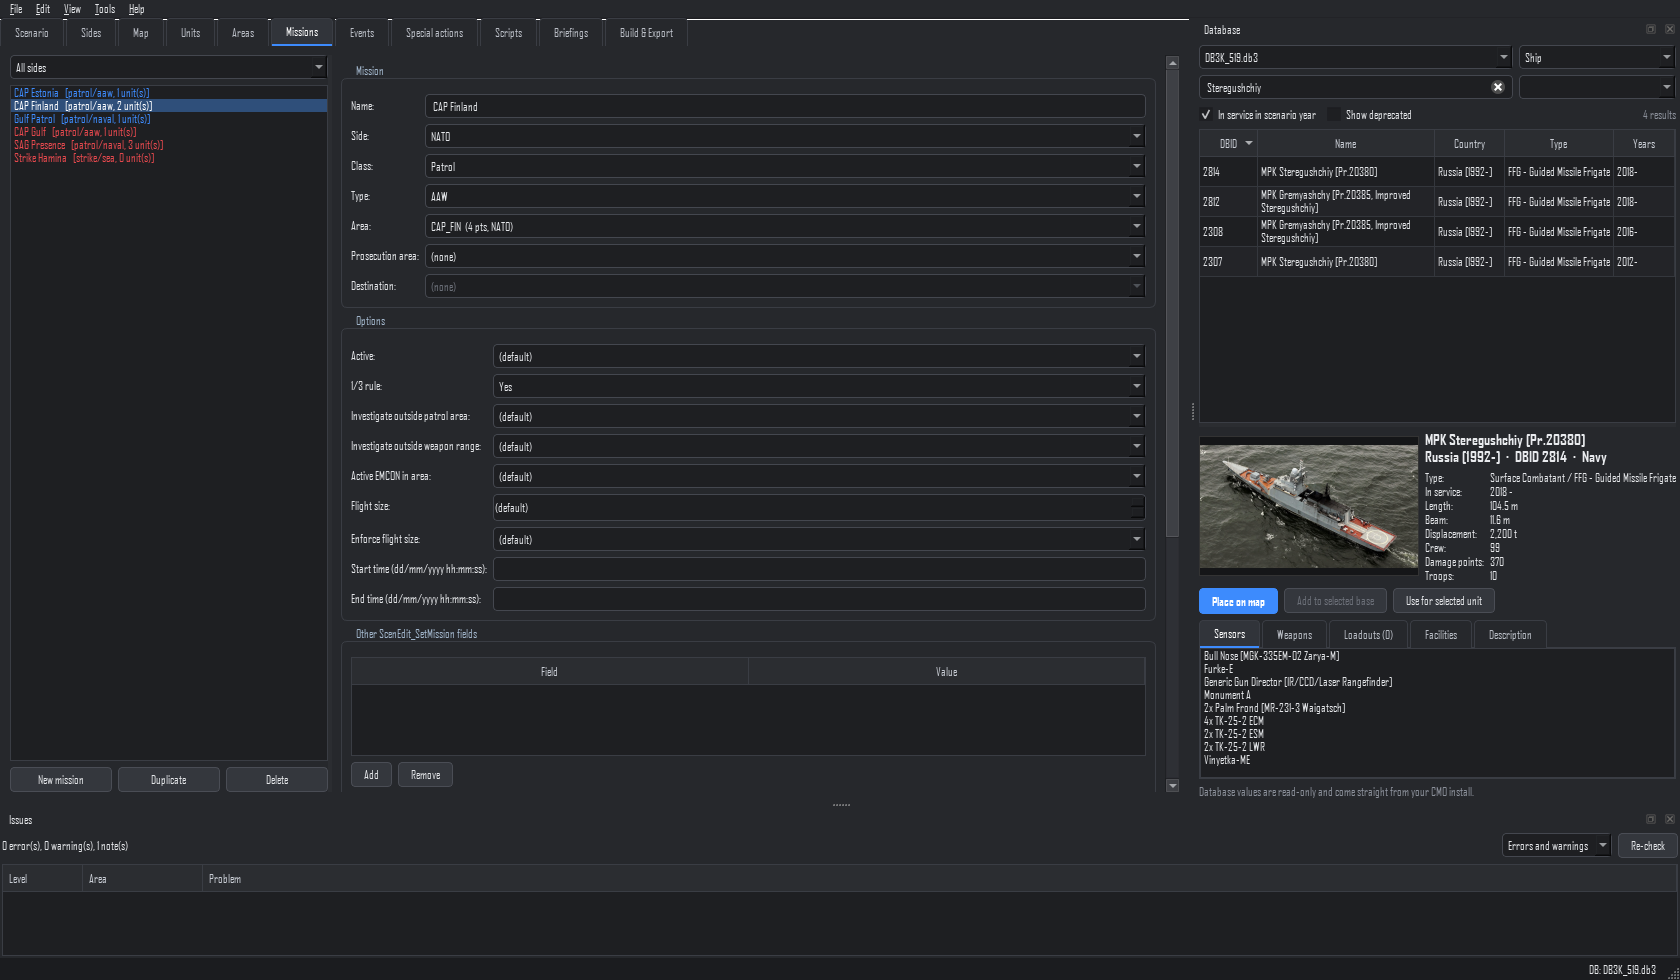 File Edit View Tools Help
Scenario Sides Map Units Areas Missions Events Special actions Scripts Briefings Build & Export
All sides
CAP Estonia [patrol/aaw, 1 unit(s)]
CAP Finland [patrol/aaw, 2 unit(s)]
Gulf Patrol [patrol/naval, 1 unit(s)]
CAP Gulf [patrol/aaw, 1 unit(s)]
SAG Presence [patrol/naval, 3 unit(s)]
Strike Hamina [strike/sea, 0 unit(s)]
New mission Duplicate Delete
Mission
Name: CAP Finland
Side: NATO
Class: Patrol
Type: AAW
Area: CAP_FIN (4 pts, NATO)
Prosecution area: (none)
Destination: (none)
Options
Active: (default)
1/3 rule: Yes
Investigate outside patrol area: (default)
Investigate outside weapon range: (default)
Active EMCON in area: (default)
Flight size: (default)
Enforce flight size: (default)
Start time (dd/mm/yyyy hh:mm:ss):
End time (dd/mm/yyyy hh:mm:ss):
Other ScenEdit_SetMission fields
Field Value
Add Remove
Database
DB3K_519.db3 Ship
Steregushchiy
In service in scenario year Show deprecated 4 results
DBID Name Country Type Years
2814 MPK Steregushchiy [Pr.20380] Russia [1992-] FFG - Guided Missile Frigate 2018-
2812 MPK Gremyashchy [Pr.20385, Improved Steregushchiy] Russia [1992-] FFG - Guided Missile Frigate 2018-
2308 MPK Gremyashchy [Pr.20385, Improved Steregushchiy] Russia [1992-] FFG - Guided Missile Frigate 2016-
2307 MPK Steregushchiy [Pr.20380] Russia [1992-] FFG - Guided Missile Frigate 2012-
MPK Steregushchiy [Pr.20380]
Russia [1992-] · DBID 2814 · Navy
Type: Surface Combatant / FFG - Guided Missile Frigate
In service: 2018 -
Length: 104.5 m
Beam: 11.6 m
Displacement: 2,200 t
Crew: 99
Damage points: 370
Troops: 10
Place on map Add to selected base Use for selected unit
Sensors Weapons Loadouts (0) Facilities Description
Bull Nose [MGK-335EM-02 Zarya-M]
Furke-E
Generic Gun Director [IR/CCD/Laser Rangefinder]
Monument A
2x Palm Frond [MR-231-3 Waigatsch]
4x TK-25-2 ECM
2x TK-25-2 ESM
2x TK-25-2 LWR
Vinyetka-ME
Database values are read-only and come straight from your CMO install.
Issues
0 error(s), 0 warning(s), 1 note(s) Errors and warnings Re-check
Level Area Problem
DB: DB3K_519.db3